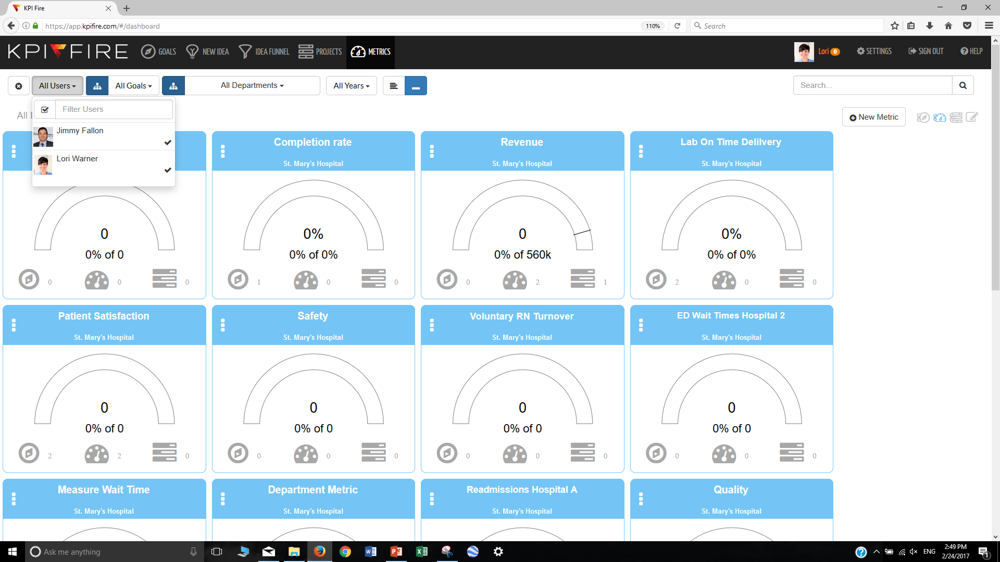 KPI Fire
https://app.kpifire.com/#/dashboard
110%
Search
KPI FIRE
GOALS
NEW IDEA
IDEA FUNNEL
PROJECTS
METRICS
Lori 0
SETTINGS
SIGN OUT
HELP
All Users
All Goals
All Departments
All Years
Search...
Filter Users
Jimmy Fallon
Lori Warner
All
New Metric
Completion rate
St. Mary's Hospital
Revenue
St. Mary's Hospital
Lab On Time Delilvery
St. Mary's Hospital
0
0% of 0
0 0 0
0%
0% of 0%
1 0 0
0
0% of 560k
0 2 1
0%
0% of 0%
2 0 0
Patient Satisfaction
St. Mary's Hospital
Safety
St. Mary's Hospital
Voluntary RN Turnover
St. Mary's Hospital
ED Wait Times Hospital 2
St. Mary's Hospital
0
0% of 0
2 2 0
0
0% of 0
0 0 0
0
0% of 0
0 0 0
0
0% of 0
0 0 0
Measure Wait Time
St. Mary's Hospital
Department Metric
St. Mary's Hospital
Readmissions Hospital A
St. Mary's Hospital
Quality
St. Mary's Hospital
Ask me anything
ENG
2:49 PM
2/24/2017
1